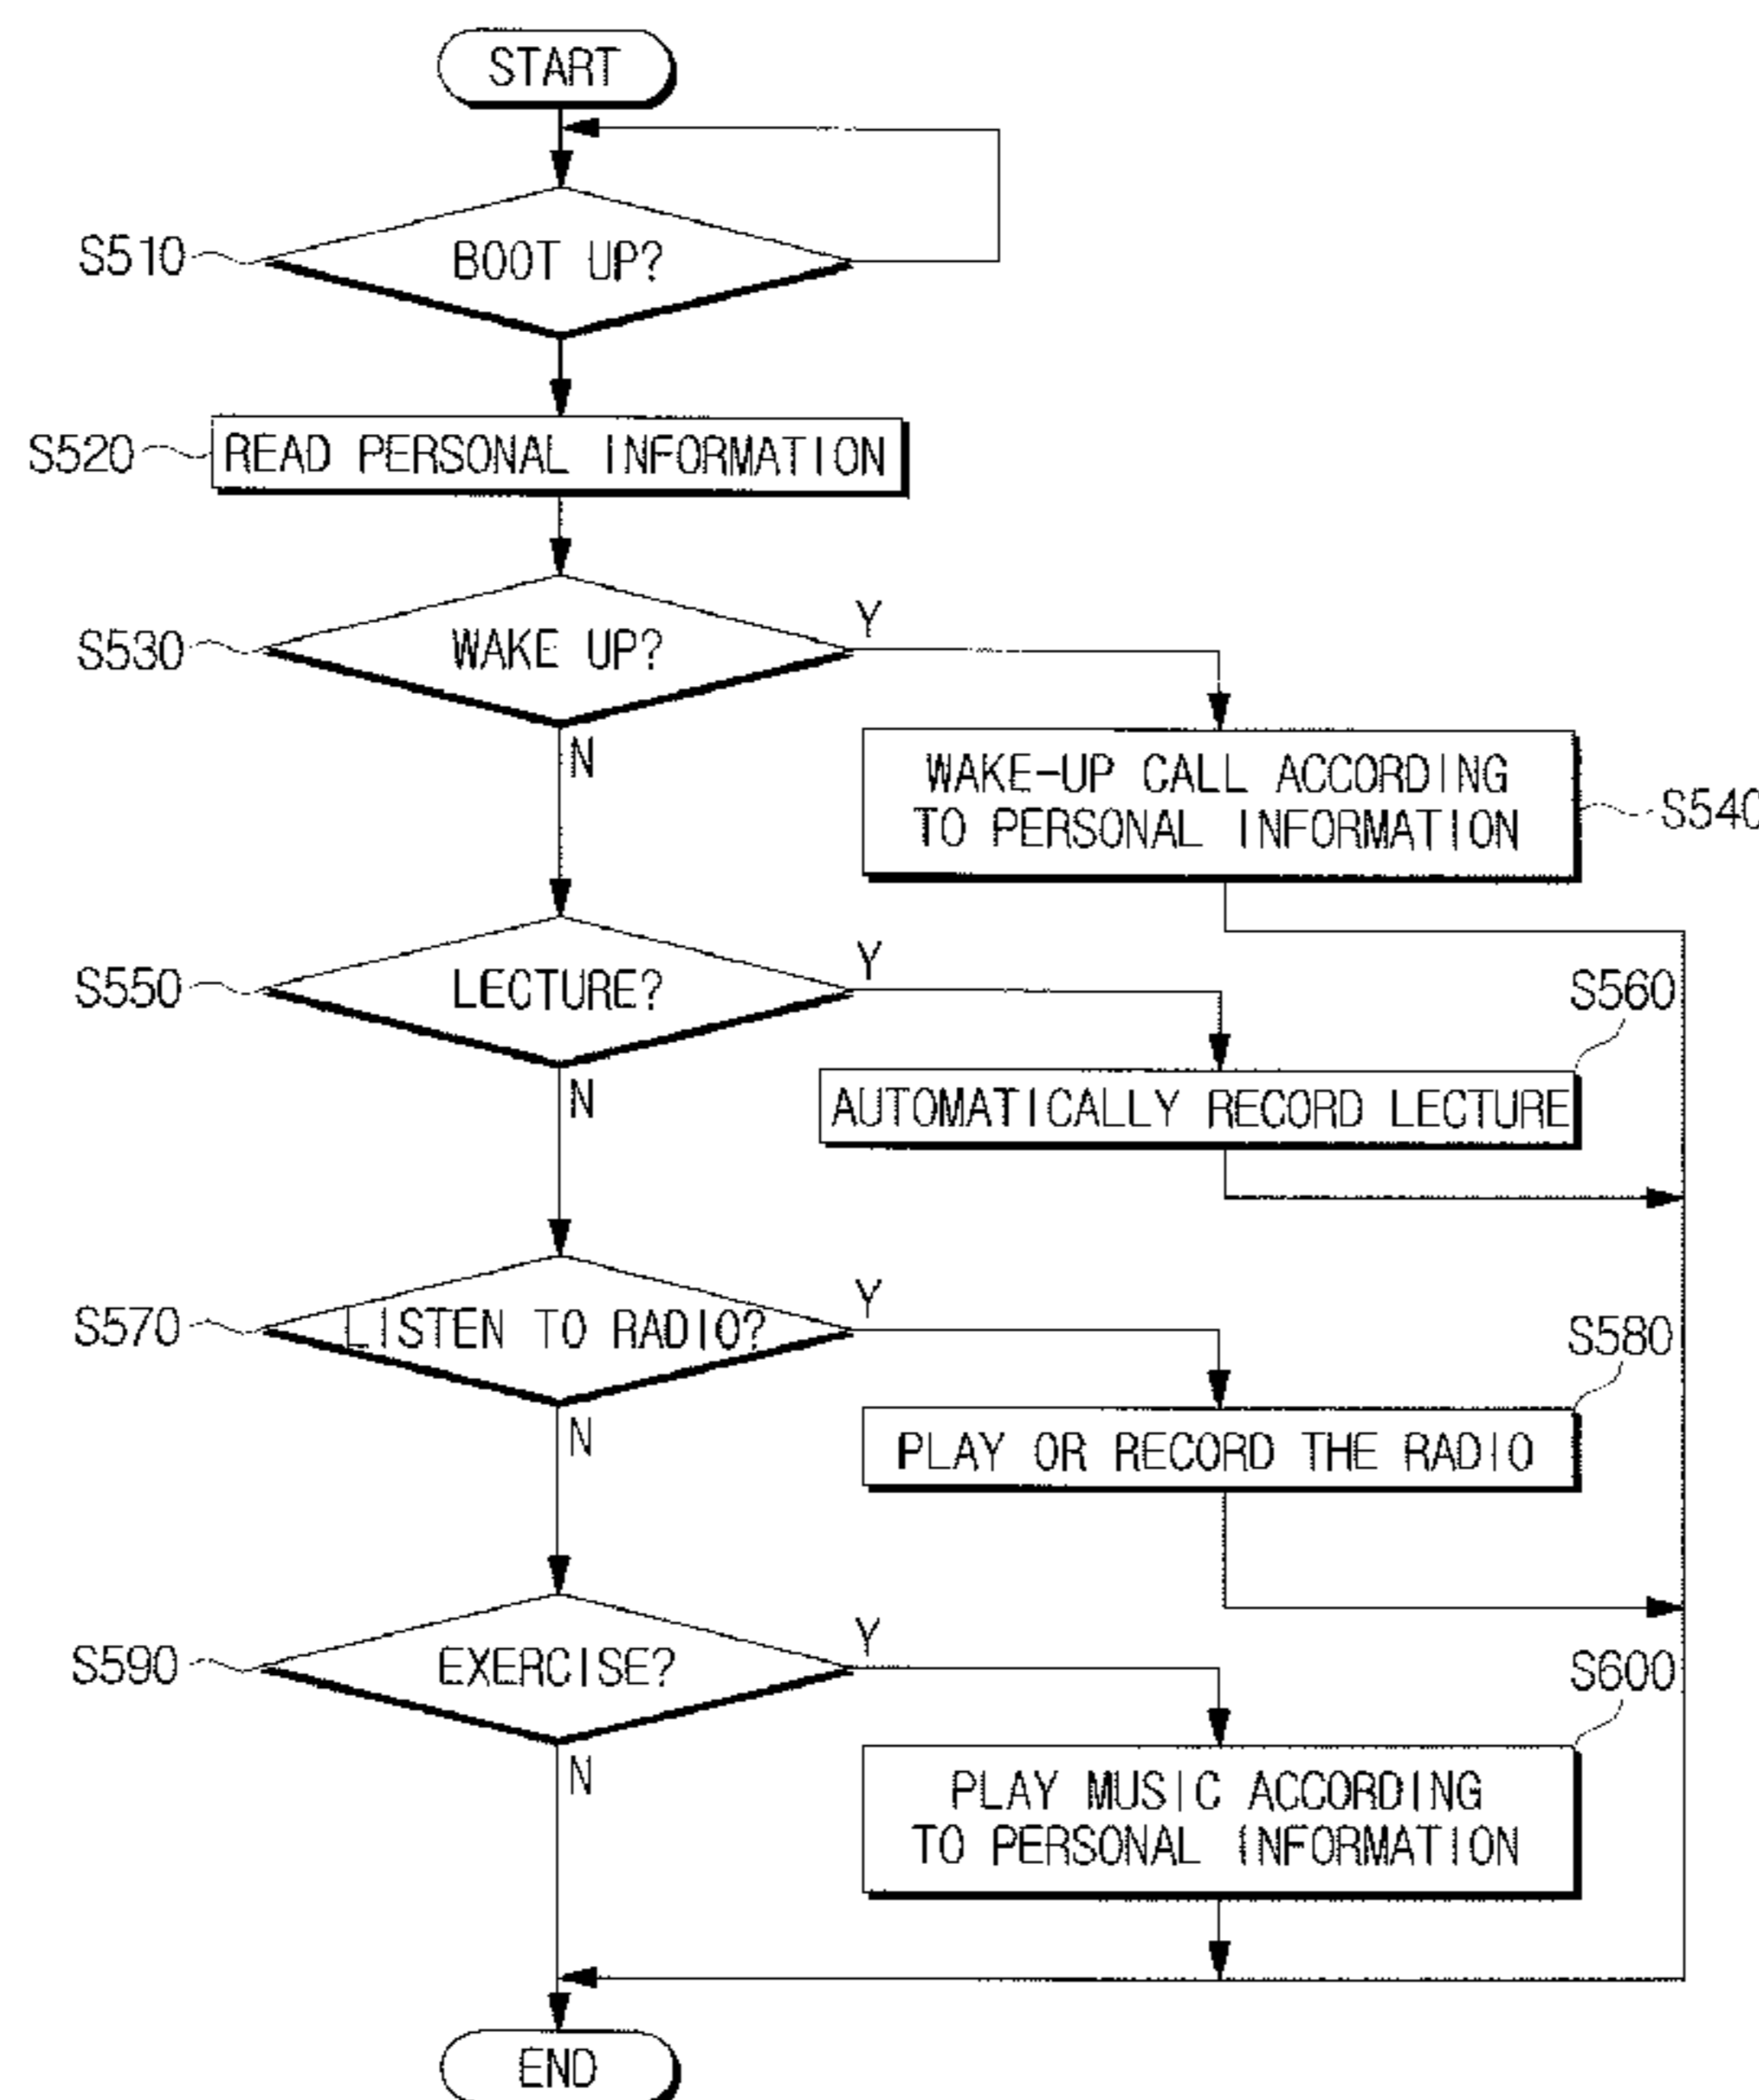 START
S510
BOOT UP?
S520
READ PERSONAL INFORMATION
S530
WAKE UP?
Y
N
WAKE-UP CALL ACCORDING
TO PERSONAL INFORMATION
S540
S550
LECTURE?
Y
N
S560
AUTOMATICALLY RECORD LECTURE
S570
LISTEN TO RADIO?
Y
N
S580
PLAY OR RECORD THE RADIO
S590
EXERCISE?
Y
N
S600
PLAY MUSIC ACCORDING
TO PERSONAL INFORMATION
END